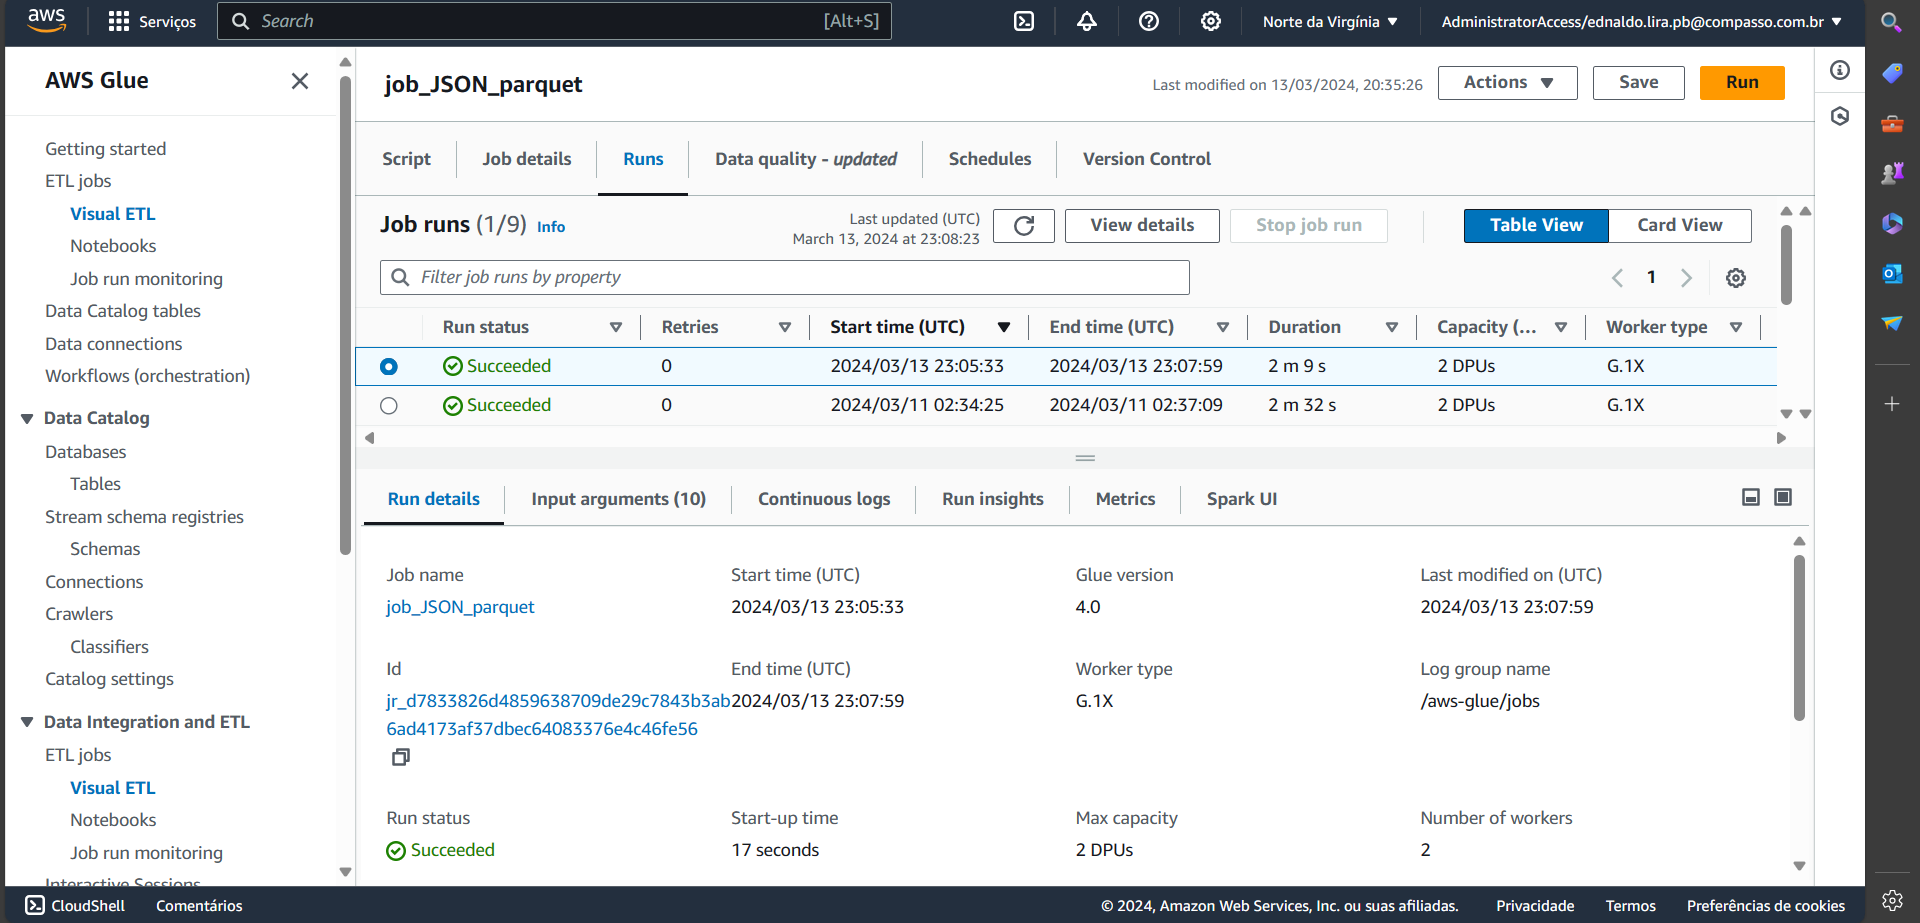 aws
Serviços
Search
[Alt+S]
Norte da Virgínia
AdministratorAccess/ednaldo.lira.pb@compasso.com.br
AWS Glue
Getting started
ETL jobs
Visual ETL
Notebooks
Job run monitoring
Data Catalog tables
Data connections
Workflows (orchestration)
Data Catalog
Databases
Tables
Stream schema registries
Schemas
Connections
Crawlers
Classifiers
Catalog settings
Data Integration and ETL
ETL jobs
Visual ETL
Notebooks
Job run monitoring
Interactive Sessions
job_JSON_parquet
Last modified on 13/03/2024, 20:35:26
Actions
Save
Run
Script
Job details
Runs
Data quality - updated
Schedules
Version Control
Job runs (1/9) Info
Last updated (UTC)
March 13, 2024 at 23:08:23
View details
Stop job run
Table View
Card View
Filter job runs by property
1
Run status Retries Start time (UTC) End time (UTC) Duration Capacity (... Worker type
Succeeded 0 2024/03/13 23:05:33 2024/03/13 23:07:59 2 m 9 s 2 DPUs G.1X
Succeeded 0 2024/03/11 02:34:25 2024/03/11 02:37:09 2 m 32 s 2 DPUs G.1X
Run details
Input arguments (10)
Continuous logs
Run insights
Metrics
Spark UI
Job name
job_JSON_parquet
Start time (UTC)
2024/03/13 23:05:33
Glue version
4.0
Last modified on (UTC)
2024/03/13 23:07:59
Id
jr_d7833826d4859638709de29c7843b3ab
6ad4173af37dbec64083376e4c46fe56
End time (UTC)
2024/03/13 23:07:59
Worker type
G.1X
Log group name
/aws-glue/jobs
Run status
Succeeded
Start-up time
17 seconds
Max capacity
2 DPUs
Number of workers
2
CloudShell
Comentários
© 2024, Amazon Web Services, Inc. ou suas afiliadas.
Privacidade
Termos
Preferências de cookies